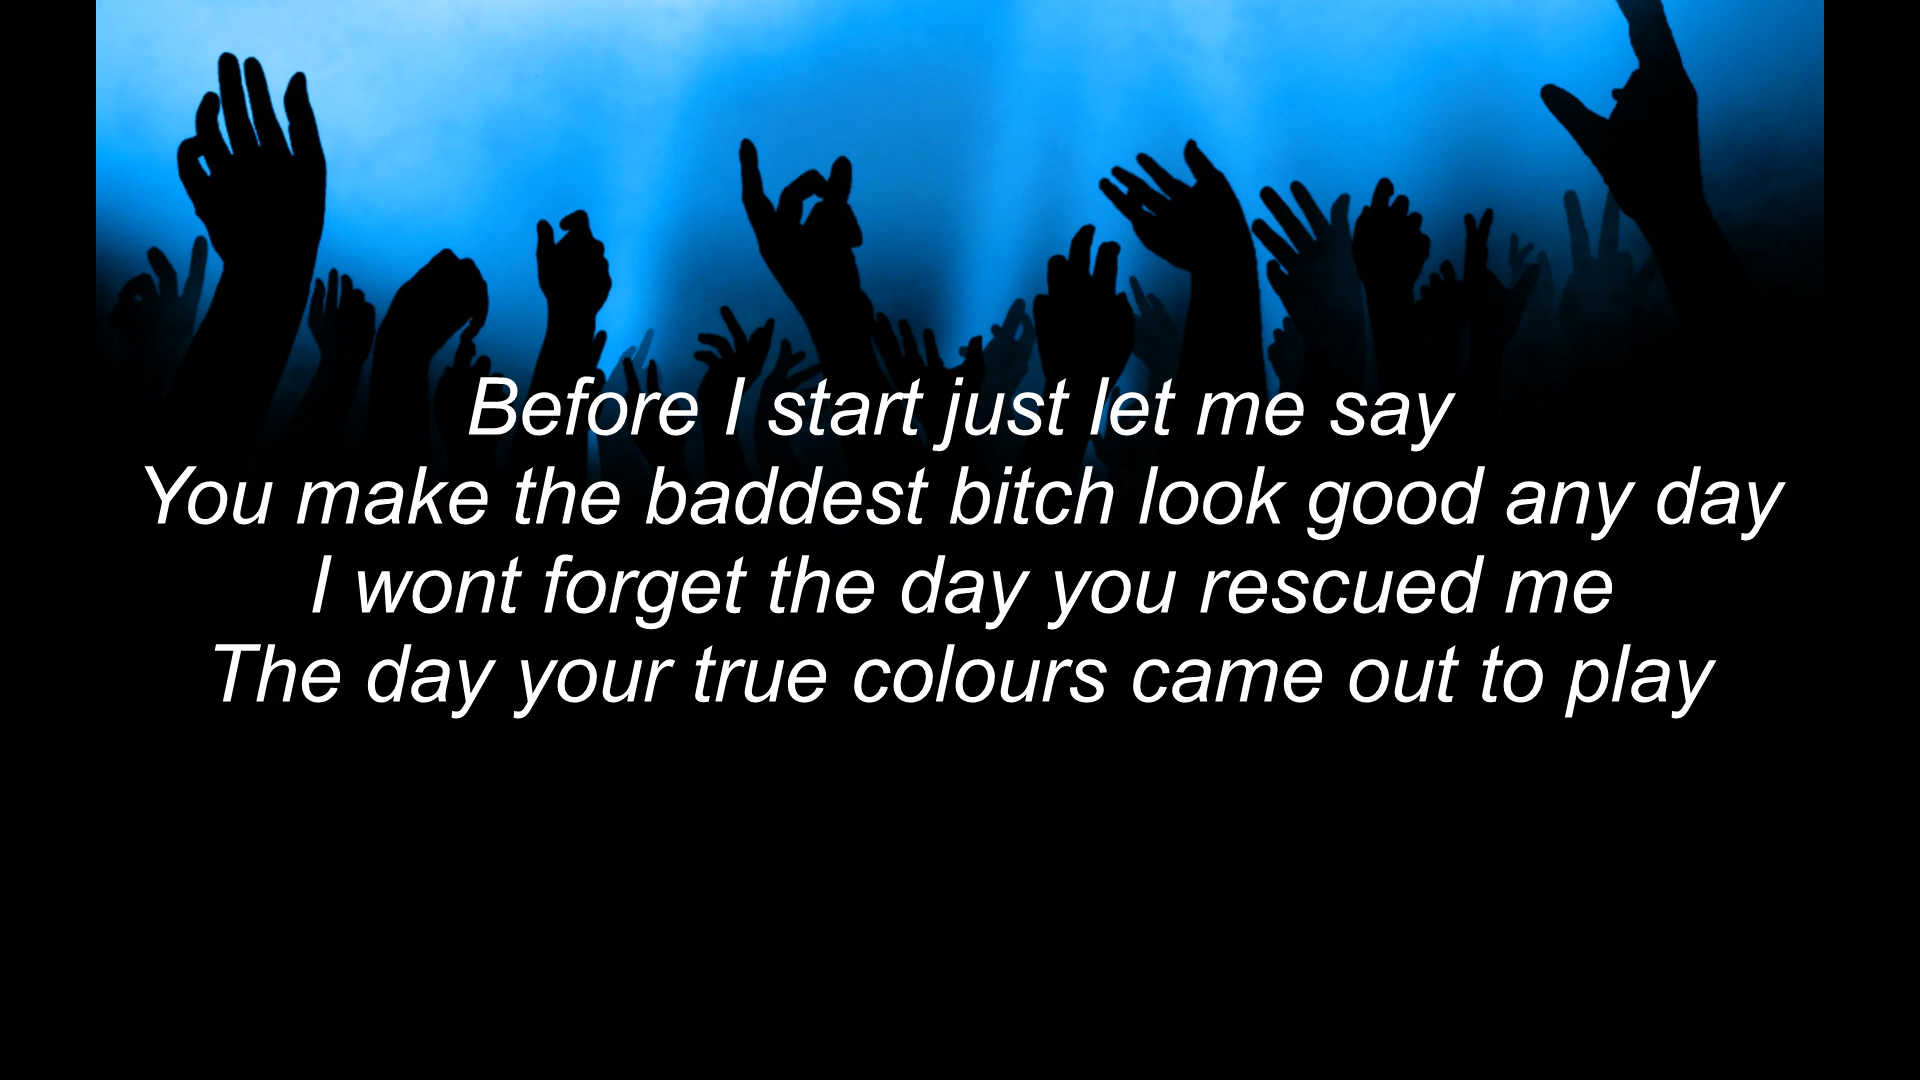 Before I start just let me say
You make the baddest bitch look good any day
I wont forget the day you rescued me
The day your true colours came out to play